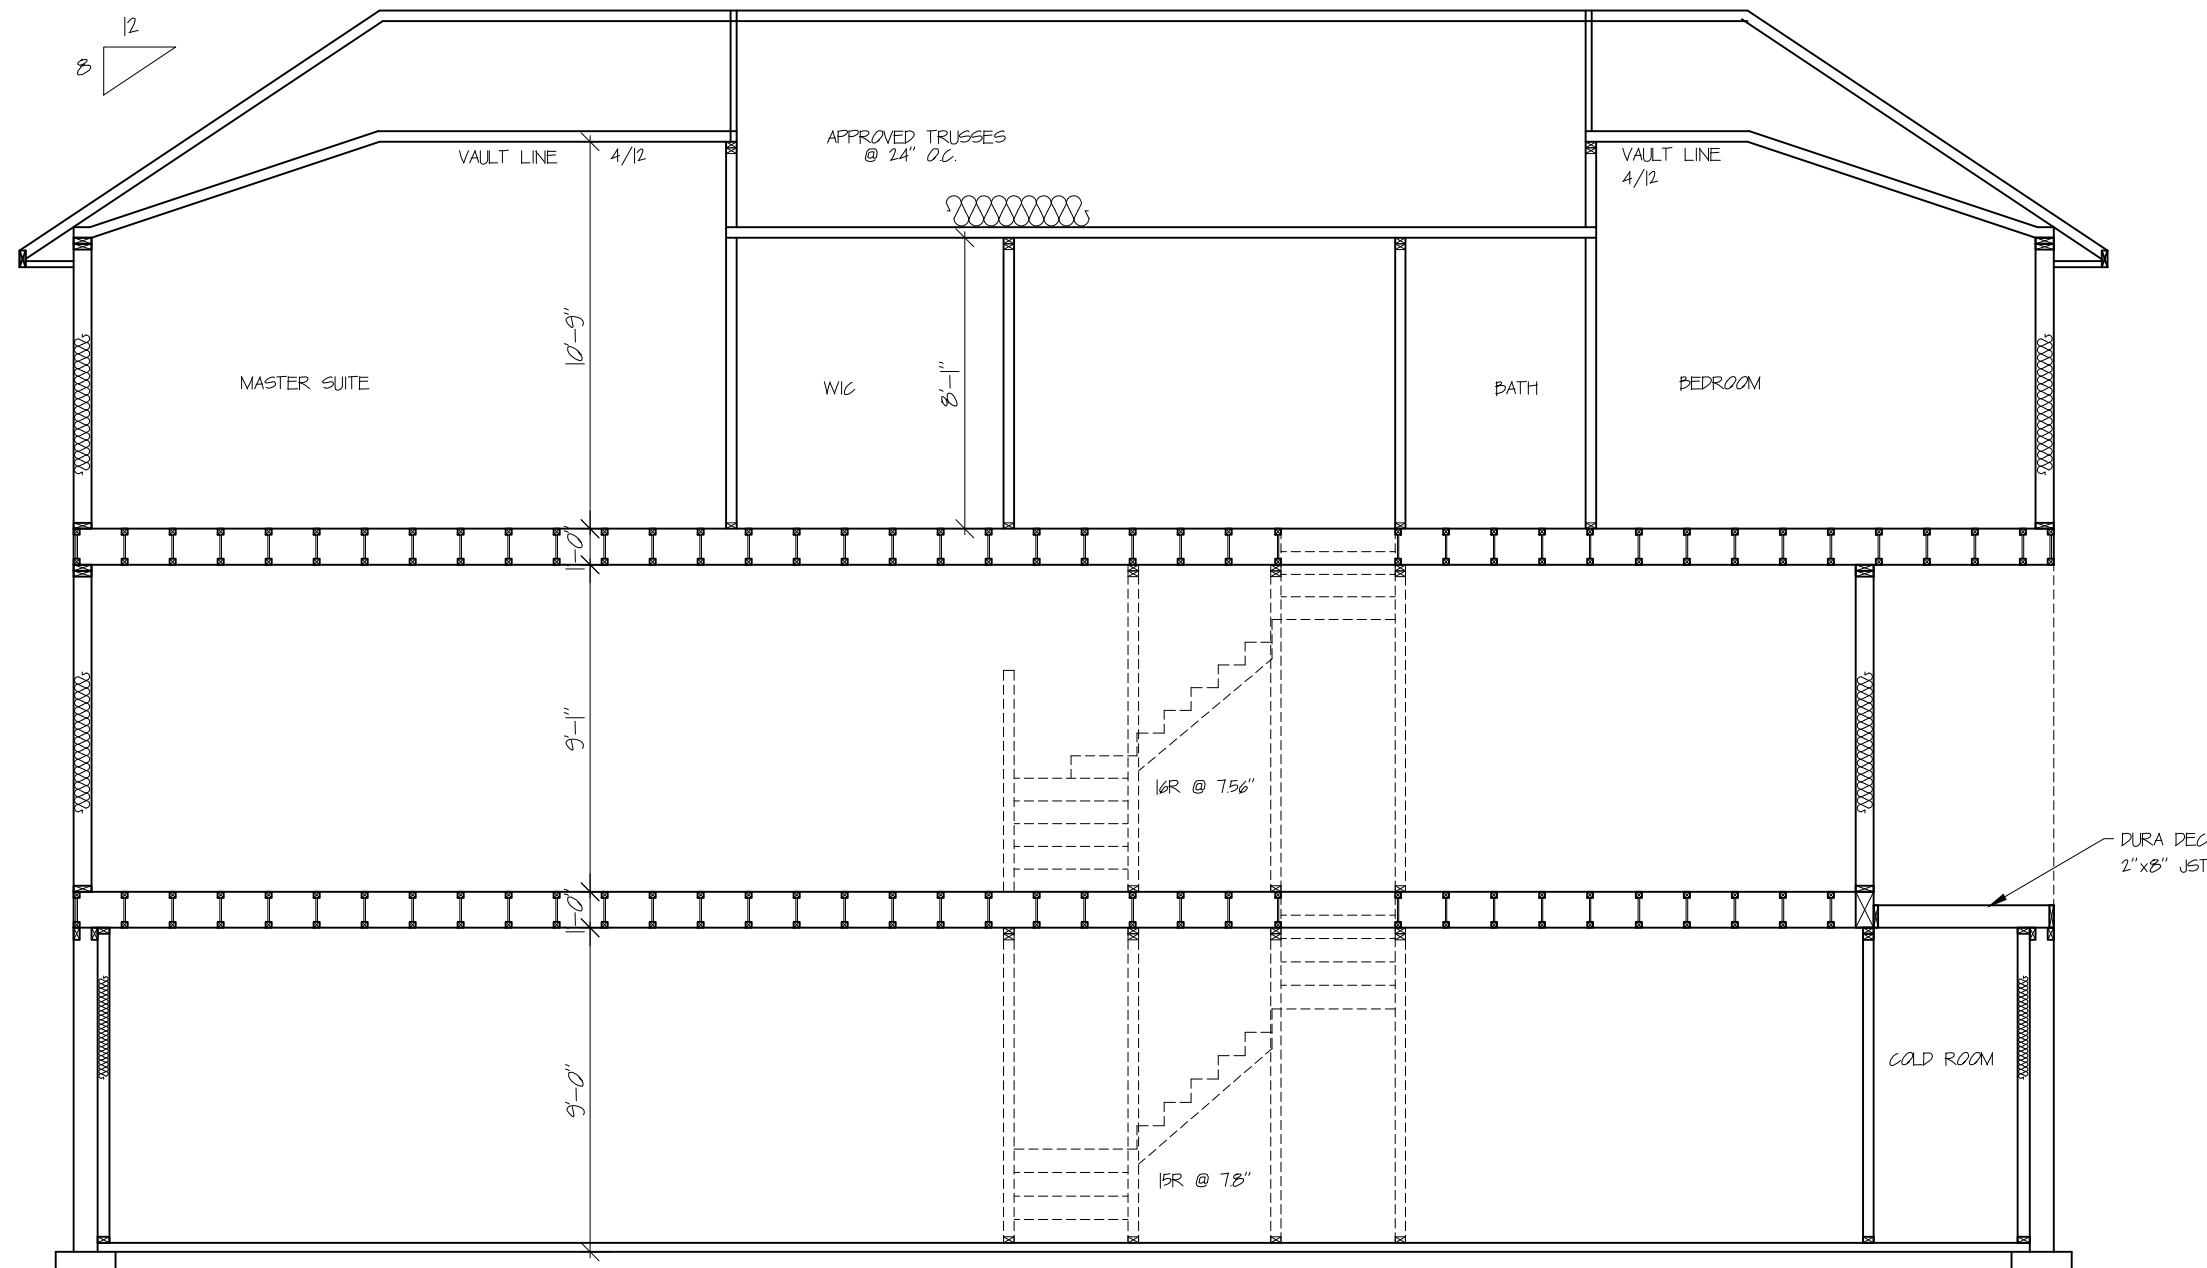 12
8
VAULT LINE
4/12
APPROVED TRUSSES
@ 24" O.C.
VAULT LINE
4/12
10'-9"
8'-1"
MASTER SUITE
WIC
BATH
BEDROOM
1'-0"
9'-1"
16R @ 7.56"
DURA DEC
2"x8" JST
1'-0"
9'-0"
COLD ROOM
15R @ 7.8"